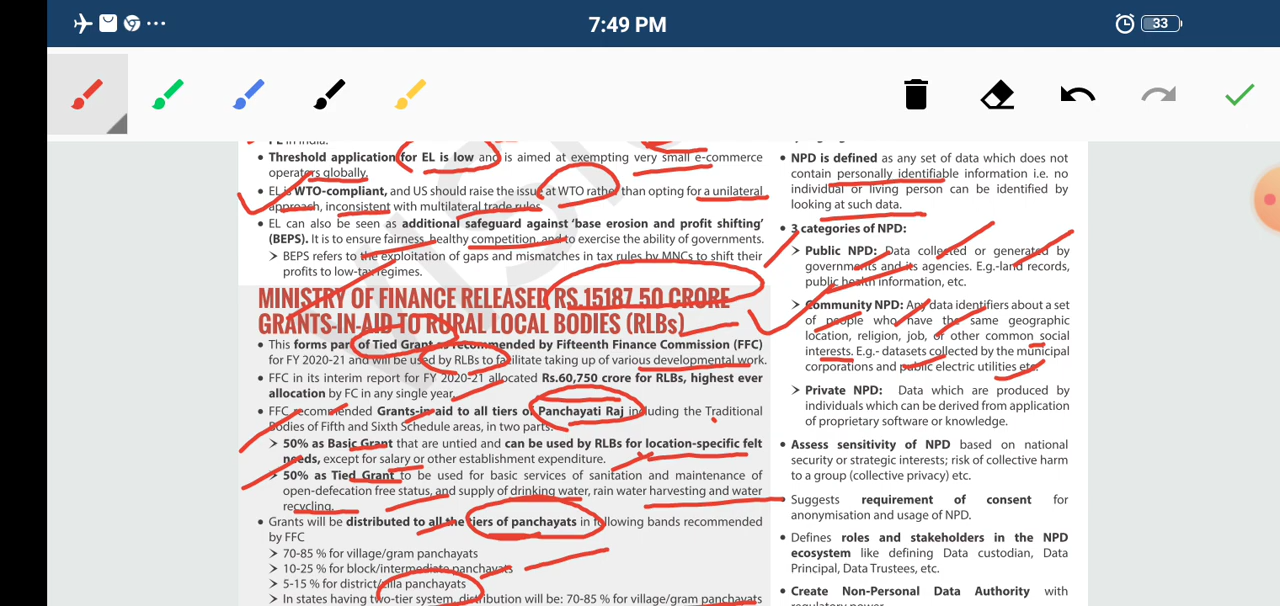 7:49 PM
33
in India.
• Threshold application for EL is low and is aimed at exempting very small e-commerce
operators globally.
• EL is WTO-compliant, and US should raise the issue at WTO rather than opting for a unilateral
approach, inconsistent with multilateral trade rules.
• EL can also be seen as additional safeguard against 'base erosion and profit shifting'
(BEPS). It is to ensure fairness, healthy competition, and to exercise the ability of governments.
➤ BEPS refers to the exploitation of gaps and mismatches in tax rules by MNCs to shift their
profits to low-tax regimes.
MINISTRY OF FINANCE RELEASED RS.15187.50 CRORE
GRANTS-IN-AID TO RURAL LOCAL BODIES (RLBs)
• This forms part of Tied Grant as recommended by Fifteenth Finance Commission (FFC)
for FY 2020-21 and will be used by RLBs to facilitate taking up of various developmental work.
• FFC in its interim report for FY 2020-21 allocated Rs.60,750 crore for RLBs, highest ever
allocation by FC in any single year.
• FFC recommended Grants-in-aid to all tiers of Panchayati Raj including the Traditional
Bodies of Fifth and Sixth Schedule areas, in two parts:
➤ 50% as Basic Grant that are untied and can be used by RLBs for location-specific felt
needs, except for salary or other establishment expenditure.
➤ 50% as Tied Grant to be used for basic services of sanitation and maintenance of
open-defecation free status, and supply of drinking water, rain water harvesting and water
recycling.
• Grants will be distributed to all the tiers of panchayats in following bands recommended
by FFC
➤ 70-85 % for village/gram panchayats
➤ 10-25 % for block/intermediate panchayats
➤ 5-15 % for district/zilla panchayats
➤ In states having two-tier system, distribution will be: 70-85 % for village/gram panchayats
• NPD is defined as any set of data which does not
contain personally identifiable information i.e. no
individual or living person can be identified by
looking at such data.
• 3 categories of NPD:
➤ Public NPD: Data collected or generated by
governments and its agencies. E.g.-land records,
public health information, etc.
➤ Community NPD: Any data identifiers about a set
of people who have the same geographic
location, religion, job, or other common social
interests. E.g.- datasets collected by the municipal
corporations and public electric utilities etc.
➤ Private NPD: Data which are produced by
individuals which can be derived from application
of proprietary software or knowledge.
• Assess sensitivity of NPD based on national
security or strategic interests; risk of collective harm
to a group (collective privacy) etc.
• Suggests requirement of consent for
anonymisation and usage of NPD.
• Defines roles and stakeholders in the NPD
ecosystem like defining Data custodian, Data
Principal, Data Trustees, etc.
• Create Non-Personal Data Authority with
regulatory power.